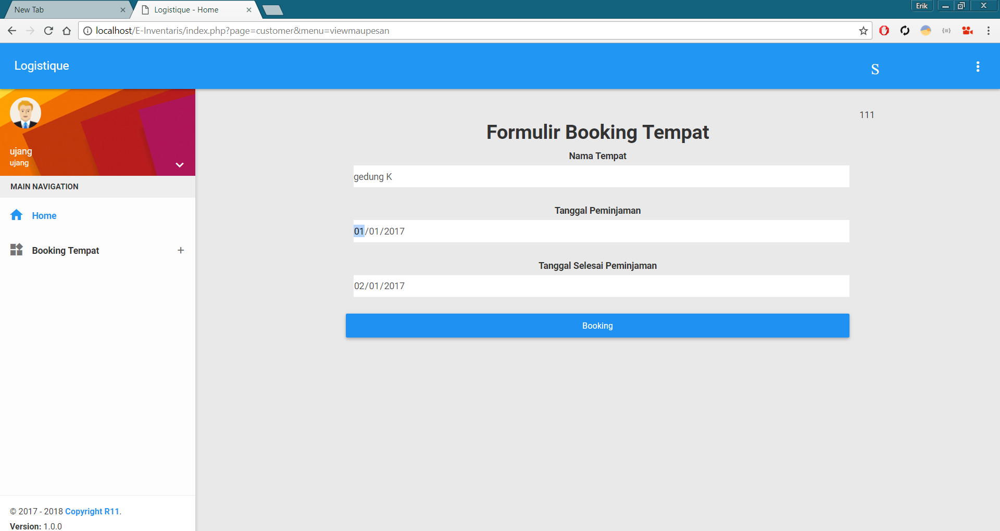 New Tab
Logistique - Home
Erik
localhost/E-Inventaris/index.php?page=customer&menu=viewmaupesan
Logistique
S
ujang
ujang
MAIN NAVIGATION
Home
Booking Tempat
111
Formulir Booking Tempat
Nama Tempat
gedung K
Tanggal Peminjaman
01/01/2017
Tanggal Selesai Peminjaman
02/01/2017
Booking
© 2017 - 2018 Copyright R11.
Version: 1.0.0